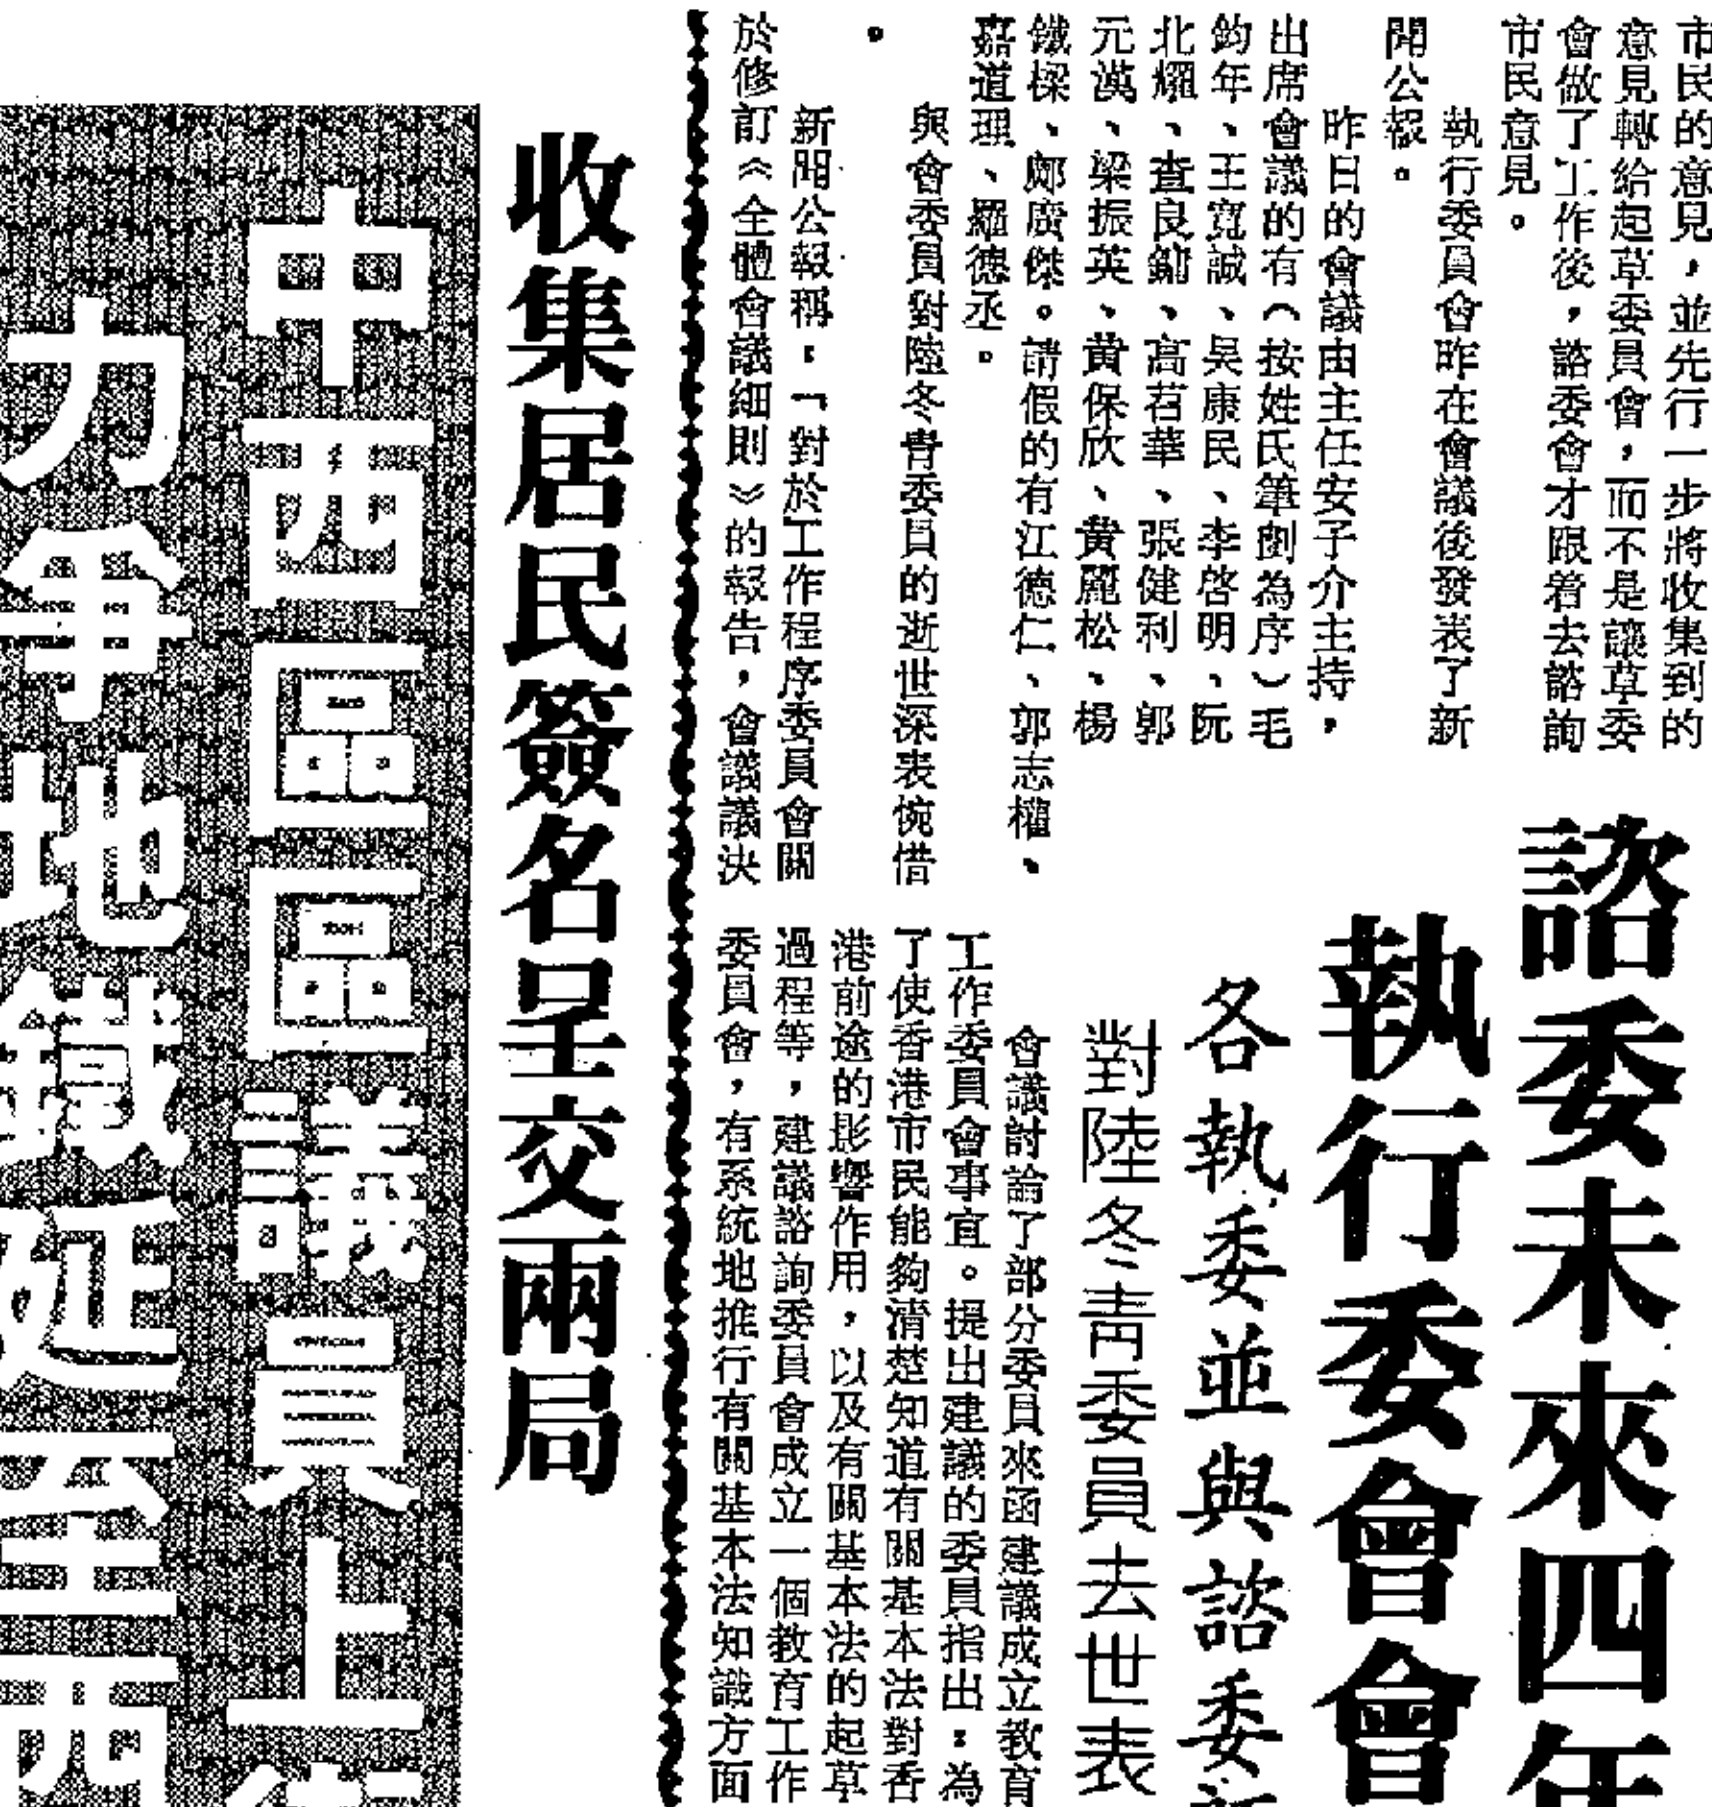 市民的意見，並先行一步將收集到的
意見轉給起草委員會，而不是讓草委
會做了工作後，諮委會才跟着去諮詢
市民意見。
執行委員會昨在會議後發表了新
聞公報。
昨日的會議由主任安子介主持，
出席會議的有（按姓氏筆劃為序）毛
鈞年、王寬誠、吳康民、李啓明、阮
北耀、查良鏞、高苕華、張健利、郭
元漢、梁振英、黃保欣、黃麗松、楊
鐵樑、鄺廣傑。請假的有江德仁、郭志權、
嘉道理、羅德丞。
與會委員對陸冬青委員的逝世深表惋惜
。
新聞公報稱：「對於工作程序委員會關
於修訂《全體會議細則》的報告，會議議決
諮委未來四年
執行委員會會
各執委並與諮委
對陸冬青委員去世表
會議討論了部分委員來函建議成立教育
工作委員會事宜。提出建議的委員指出：為
了使香港市民能夠清楚知道有關基本法對香
港前途的影響作用，以及有關基本法的起草
過程等，建議諮詢委員會成立一個教育工作
委員會，有系統地推行有關基本法知識方面
收集居民簽名呈交兩局
中西區區議員上街
力爭地鐵延至西